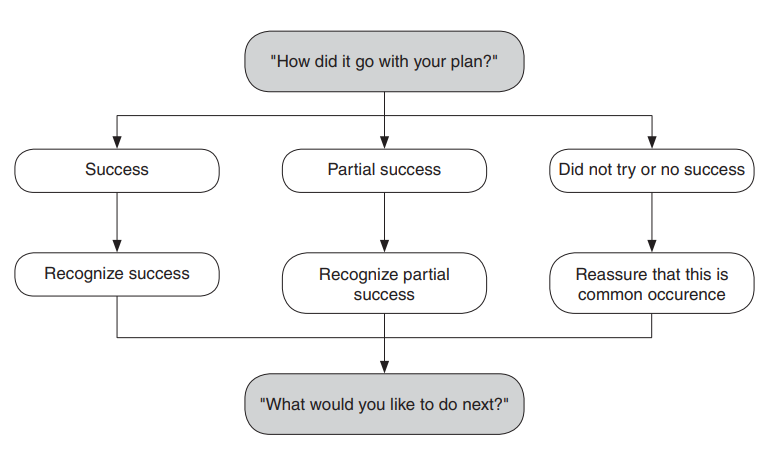 "How did it go with your plan?"
Success
Partial success
Did not try or no success
Recognize success
Recognize partial
success
Reassure that this is
common occurence
"What would you like to do next?"